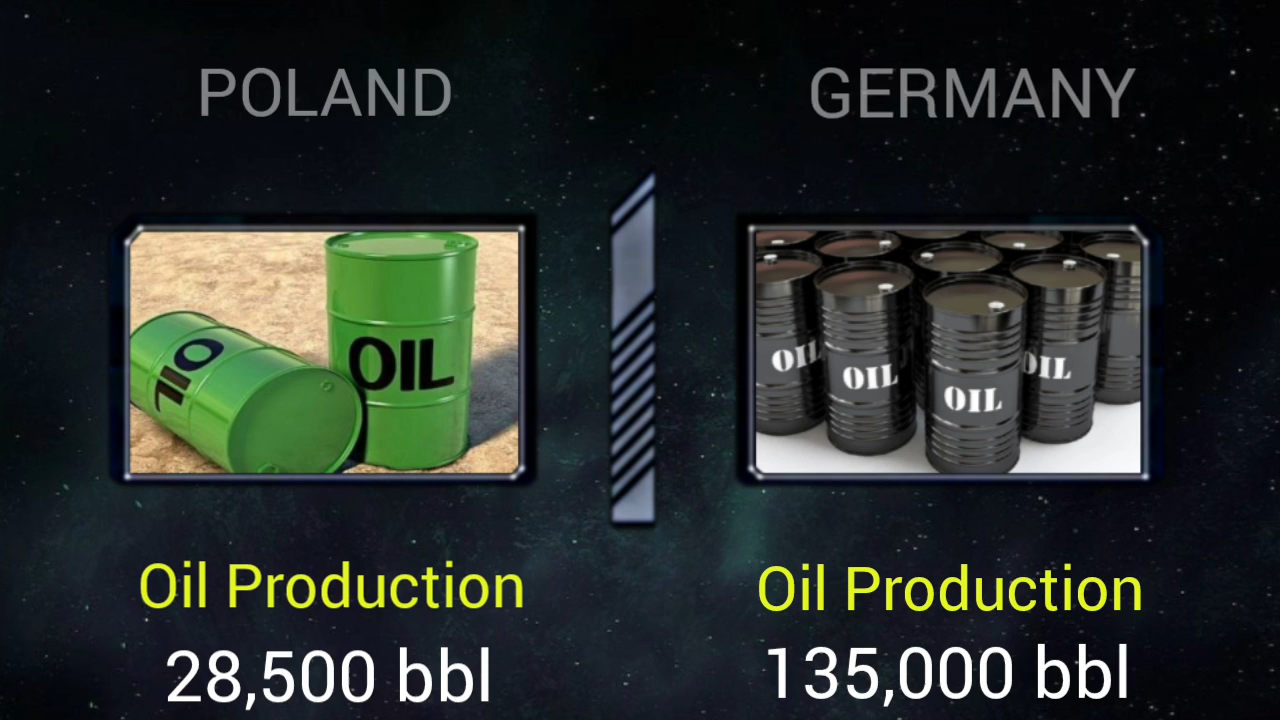 POLAND
GERMANY
OIL
OIL
OIL
OIL
OIL
OIL
Oil Production
Oil Production
28,500 bbl
135,000 bbl